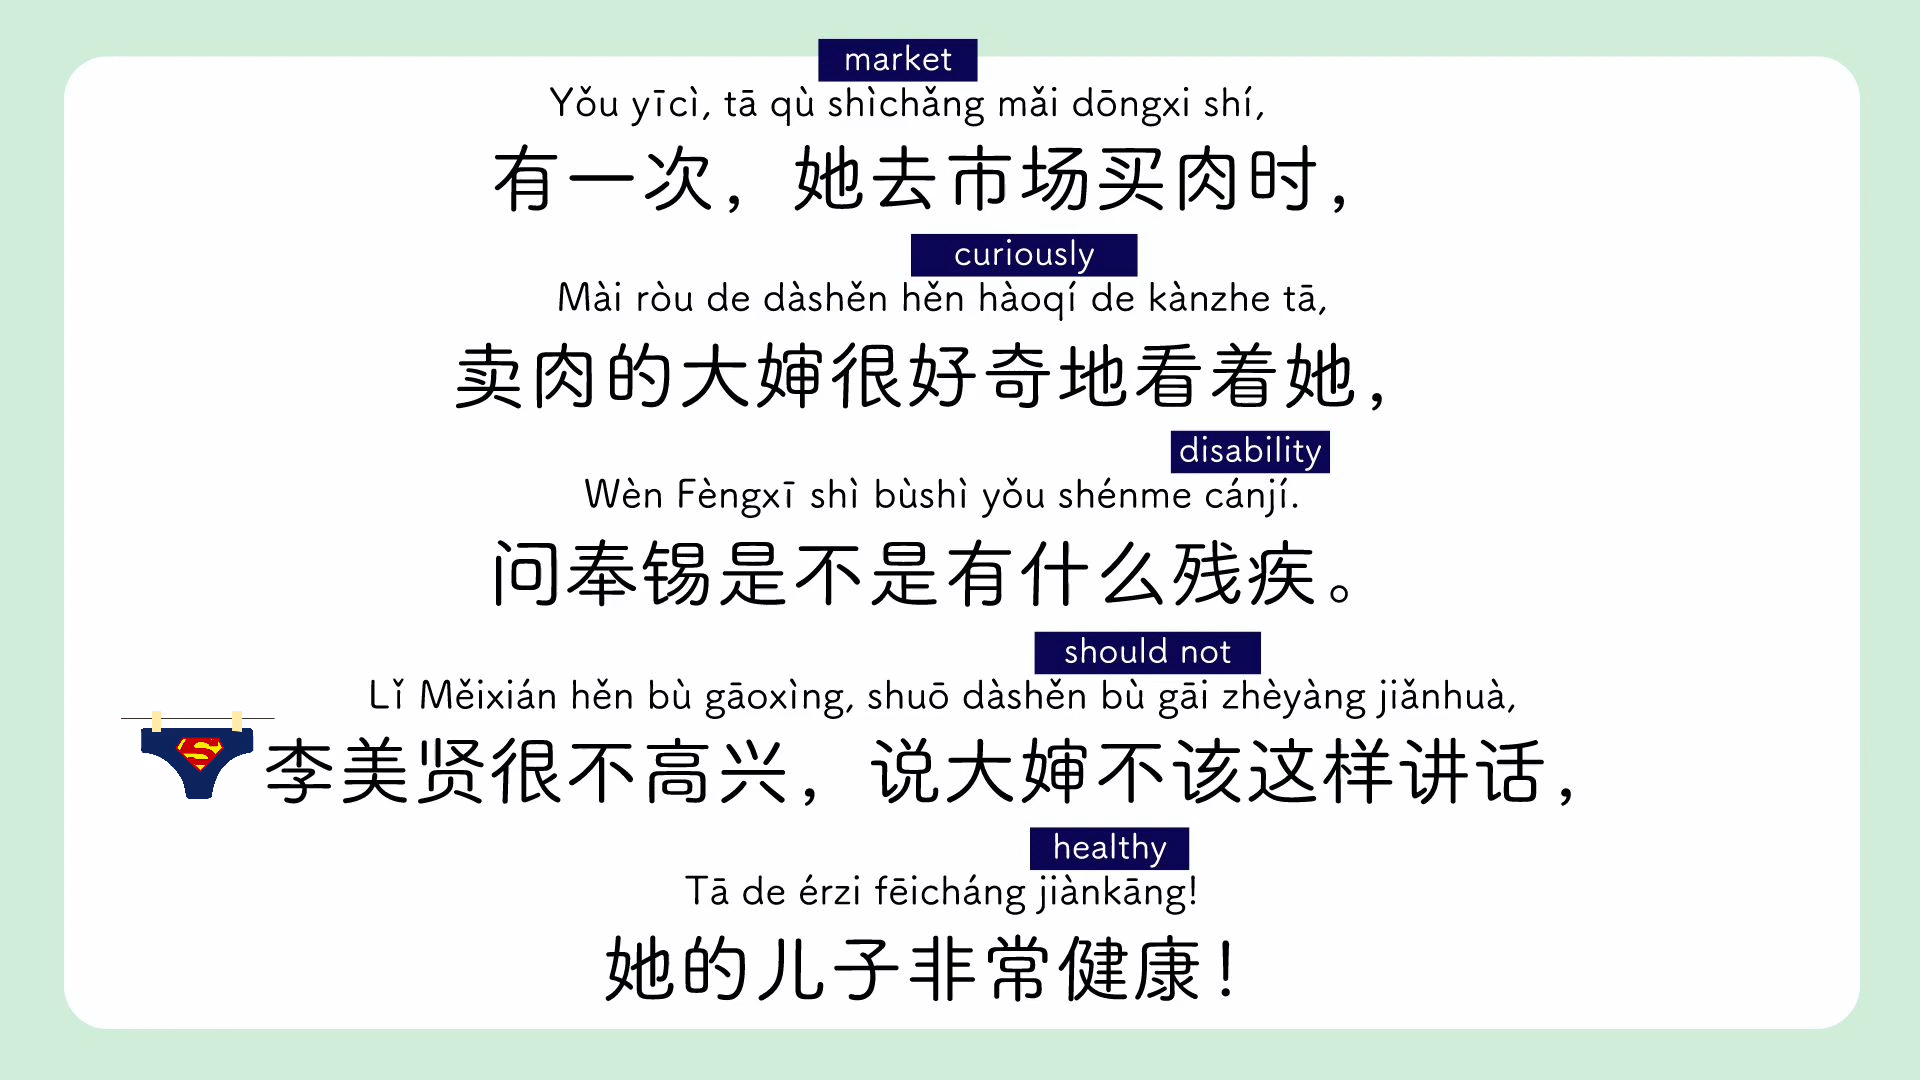 market
Yǒu yīcì, tā qù shìchǎng mǎi dōngxi shí,
有一次，她去市场买肉时，
curiously
Mài ròu de dàshěn hěn hàoqí de kànzhe tā,
卖肉的大婶很好奇地看着她，
disability
Wèn Fèngxī shì bùshì yǒu shénme cánjí.
问奉锡是不是有什么残疾。
should not
Lǐ Měixián hěn bù gāoxìng, shuō dàshěn bù gāi zhèyàng jiǎnhuà,
李美贤很不高兴，说大婶不该这样讲话，
healthy
Tā de érzi fēicháng jiànkāng!
她的儿子非常健康！